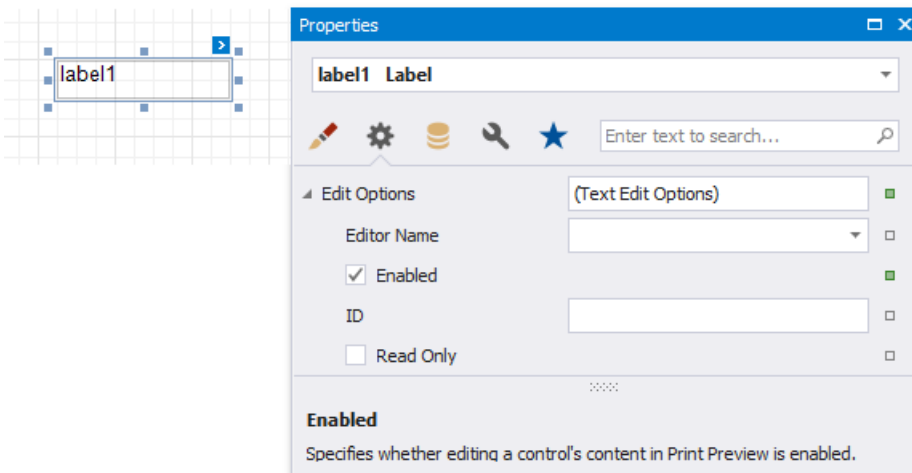 label1
Properties
label1 Label
Enter text to search...
Edit Options (Text Edit Options)
Editor Name
Enabled
ID
Read Only
Enabled
Specifies whether editing a control's content in Print Preview is enabled.